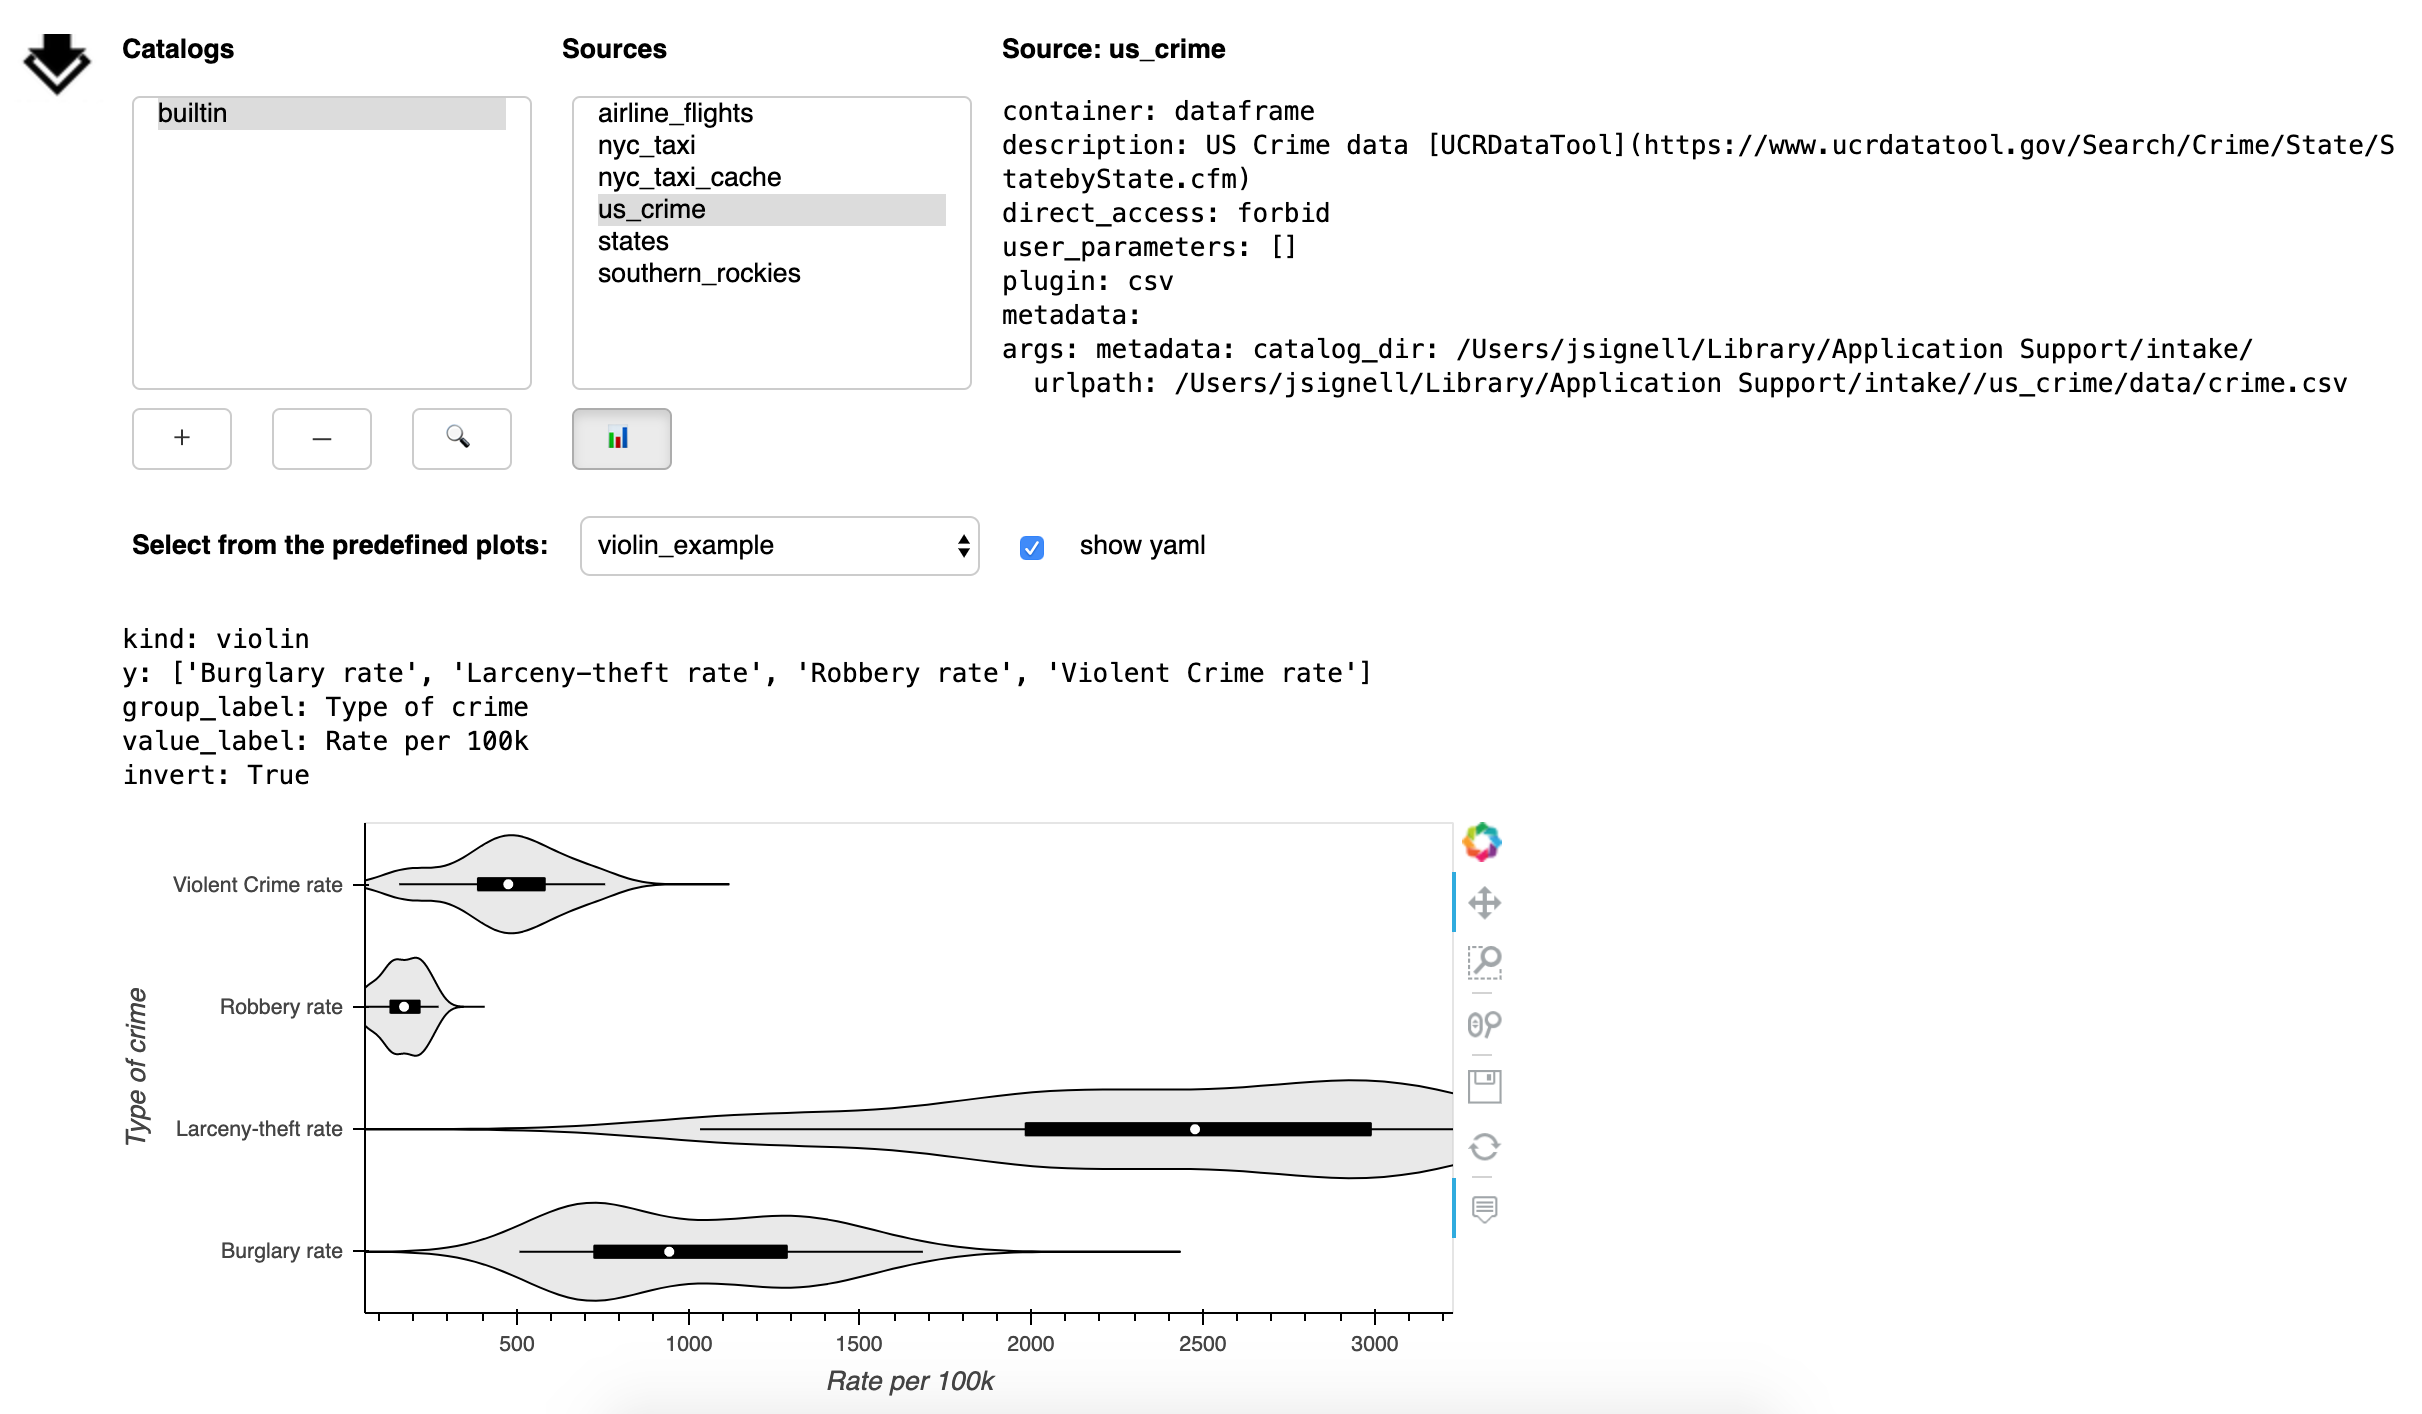 Catalogs
Sources
Source: us_crime
builtin
airline_flights
nyc_taxi
nyc_taxi_cache
us_crime
states
southern_rockies
container: dataframe
description: US Crime data [UCRDataTool](https://www.ucrdatatool.gov/Search/Crime/State/S
tatebyState.cfm)
direct_access: forbid
user_parameters: []
plugin: csv
metadata:
args: metadata: catalog_dir: /Users/jsignell/Library/Application Support/intake/
urlpath: /Users/jsignell/Library/Application Support/intake//us_crime/data/crime.csv
+
–
Select from the predefined plots:
violin_example
show yaml
kind: violin
y: ['Burglary rate', 'Larceny-theft rate', 'Robbery rate', 'Violent Crime rate']
group_label: Type of crime
value_label: Rate per 100k
invert: True
Type of crime
Violent Crime rate
Robbery rate
Larceny-theft rate
Burglary rate
500 1000 1500 2000 2500 3000
Rate per 100k